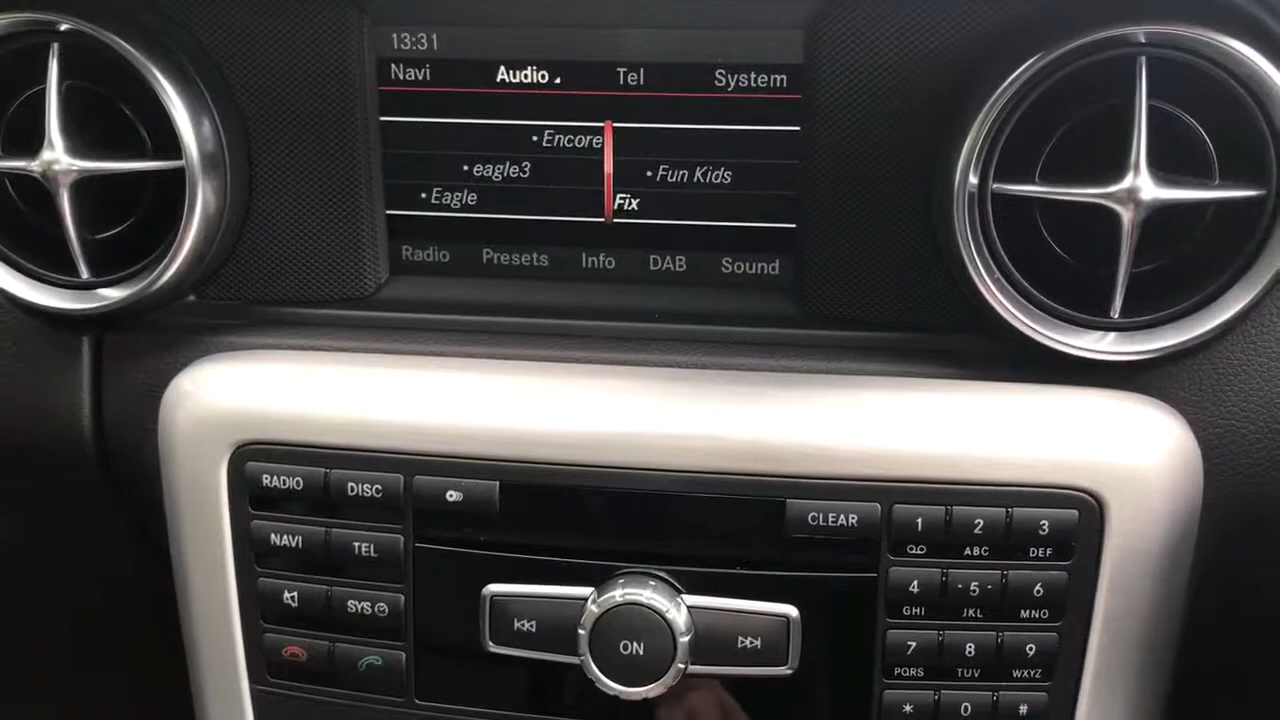 13:31
Navi Audio Tel System
• Encore
• eagle3 • Fun Kids
• Eagle Fix
Radio Presets Info DAB Sound
RADIO DISC CLEAR
NAVI TEL
SYS
ON
1 2 ABC 3 DEF
4 GHI 5 JKL 6 MNO
7 PQRS 8 TUV 9 WXYZ
* 0 #